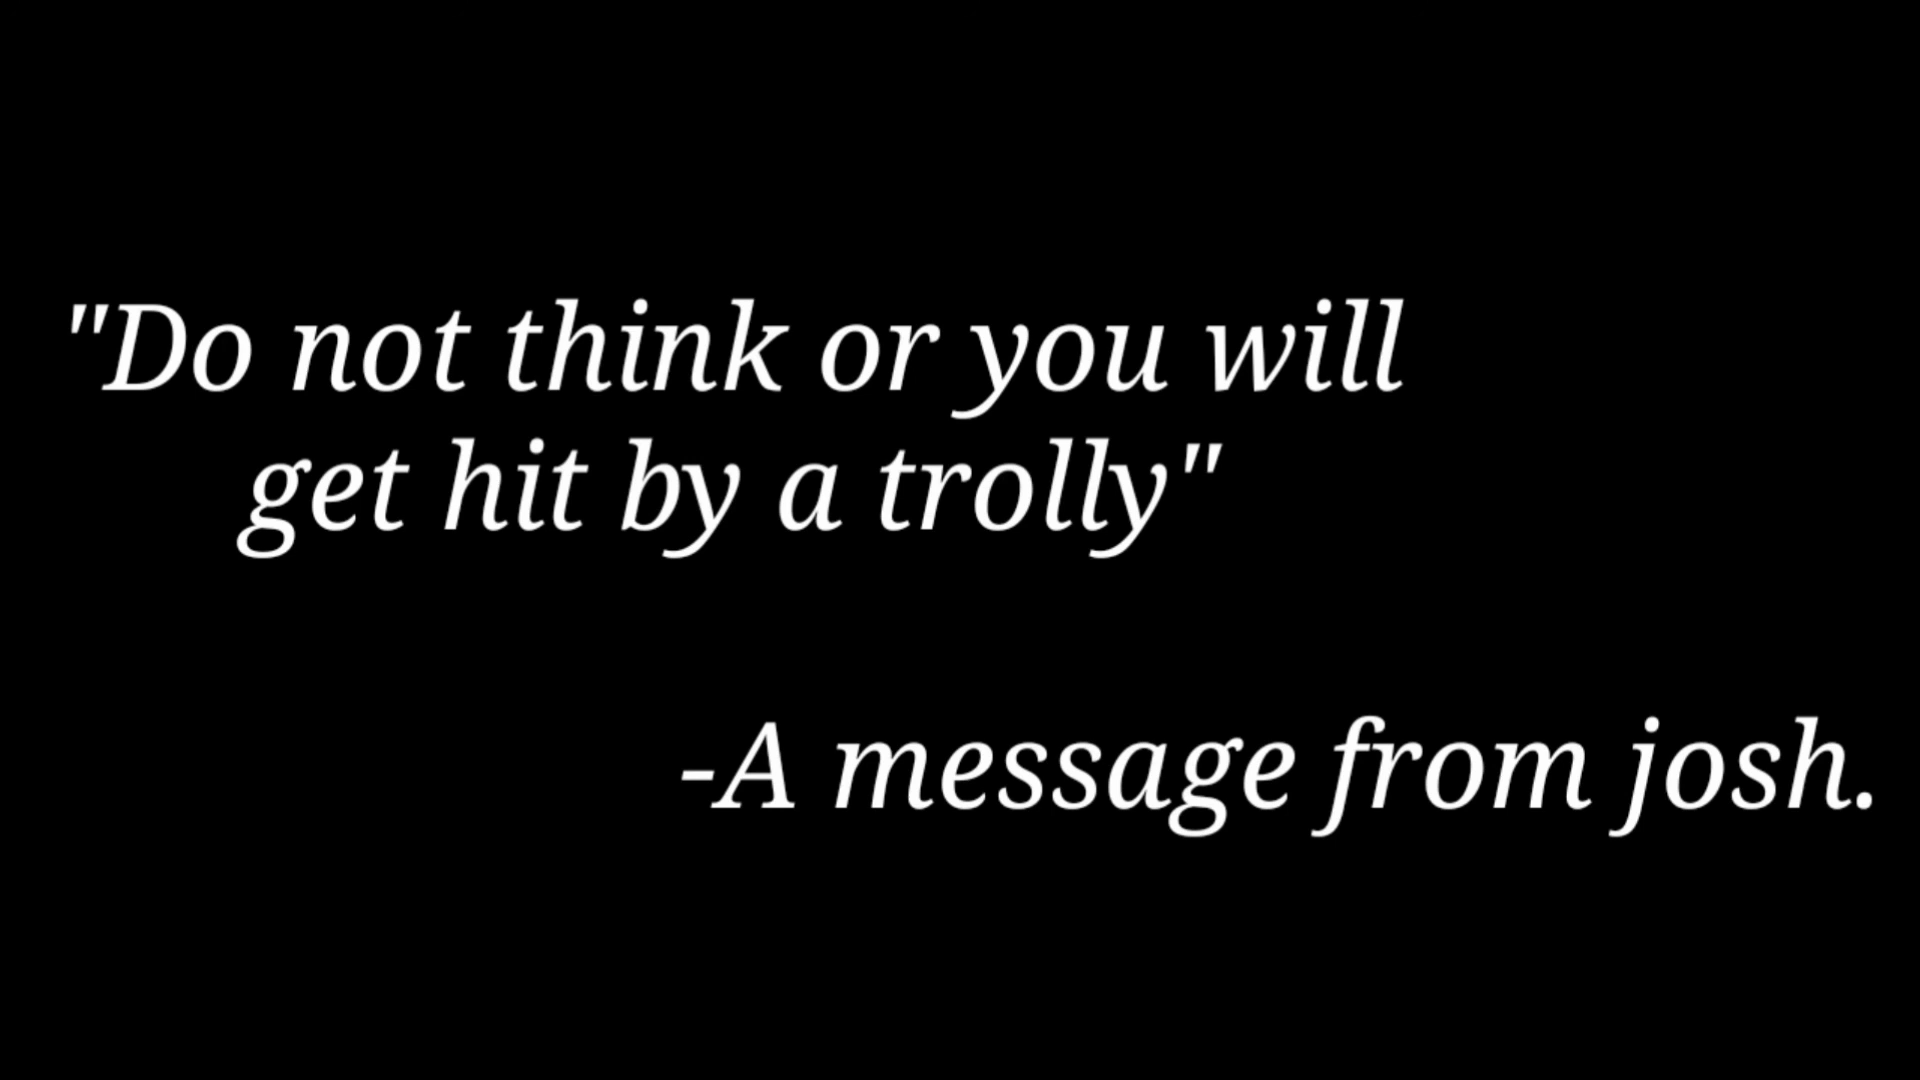 "Do not think or you will
get hit by a trolly"
-A message from josh.